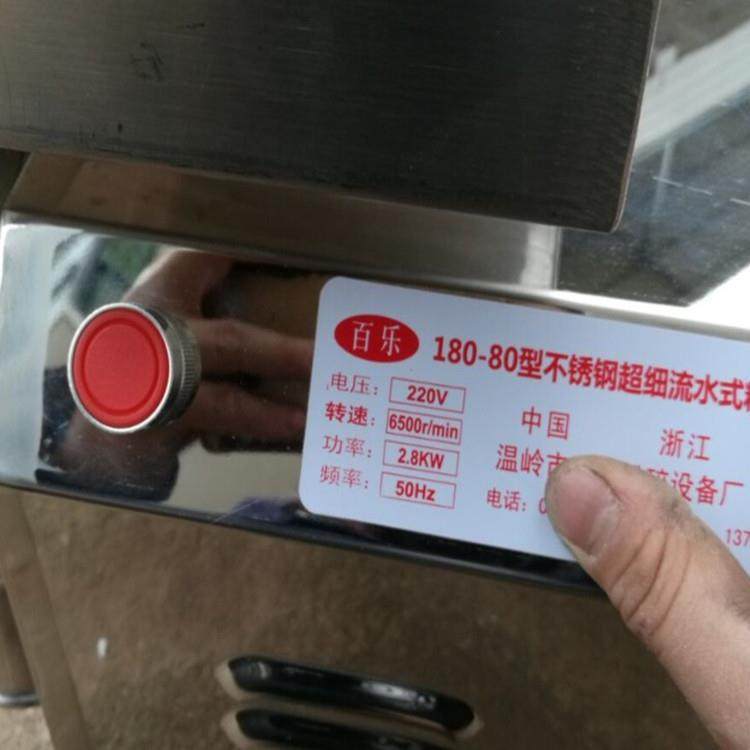 百乐
180-80型不锈钢超细流水式
电压: 220V
转速: 6500r/min
功率: 2.8KW
频率: 50Hz
中国 浙江
温岭市 设备厂
电话:
137